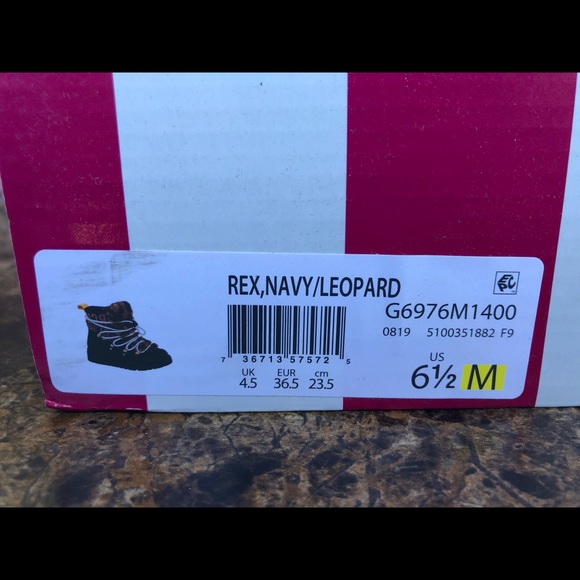 REX,NAVY/LEOPARD
G6976M1400
0819 5100351882 F9
7 36713 57572 5
UK EUR cm
4.5 36.5 23.5
US
6½ M